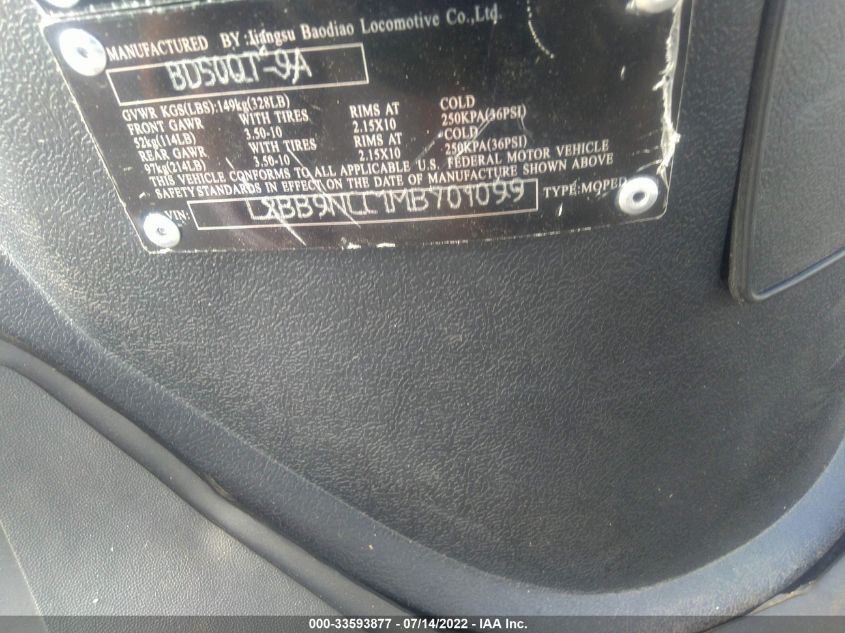 MANUFACTURED BY:Jiangsu Baodiao Locomotive Co.,Ltd.
BD50QT-9A
GVWR KGS(LBS):149kg(328LB)
FRONT GAWR WITH TIRES RIMS AT COLD
52kg(114LB) 3.50-10 2.15X10 250KPA(36PSI)
REAR GAWR WITH TIRES RIMS AT COLD
97kg(214LB) 3.50-10 2.15X10 250KPA(36PSI)
THIS VEHICLE CONFORMS TO ALL APPLICABLE U.S. FEDERAL MOTOR VEHICLE
SAFETY STANDARDS IN EFFECT ON THE DATE OF MANUFACTURE SHOWN ABOVE
VIN: LXBB9NCC1MB709099 TYPE:MOPED
000-33593877 - 07/14/2022 - IAA Inc.